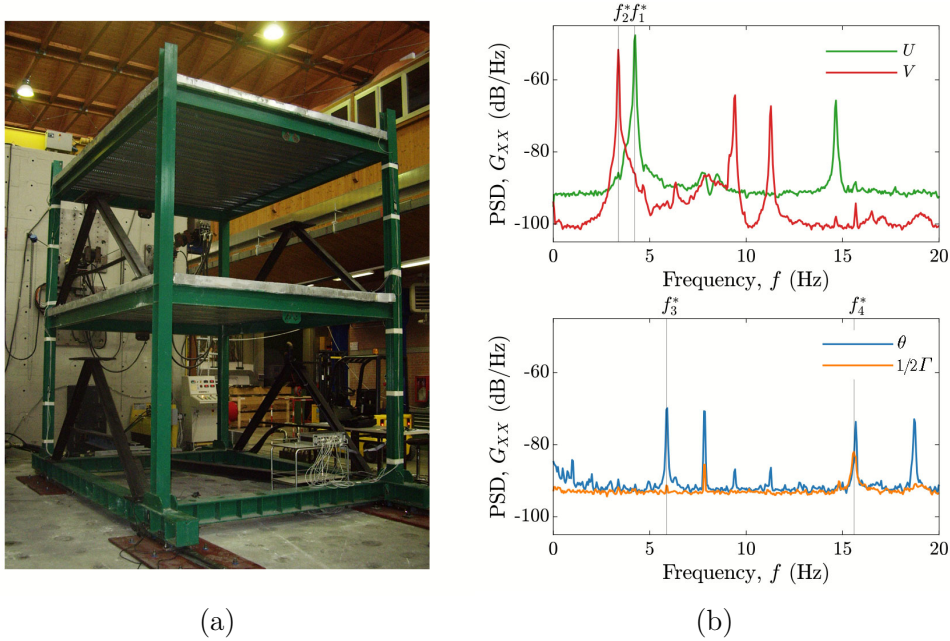 f₂*f₁*
U
V
PSD, G_XX (dB/Hz)
-60
-80
-100
0 5 10 15 20
Frequency, f (Hz)
f₃* f₄*
θ
1/2Γ
PSD, G_XX (dB/Hz)
-60
-80
-100
0 5 10 15 20
Frequency, f (Hz)
(a) (b)